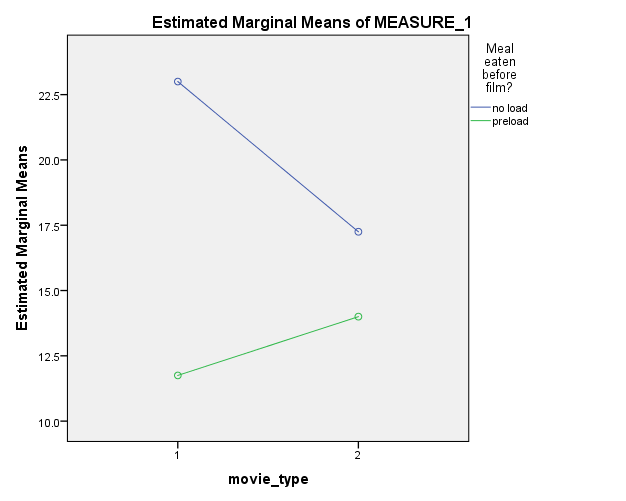 Estimated Marginal Means of MEASURE_1
Meal
eaten
before
film?
no load
preload
Estimated Marginal Means
22.5
20.0
17.5
15.0
12.5
10.0
1
2
movie_type